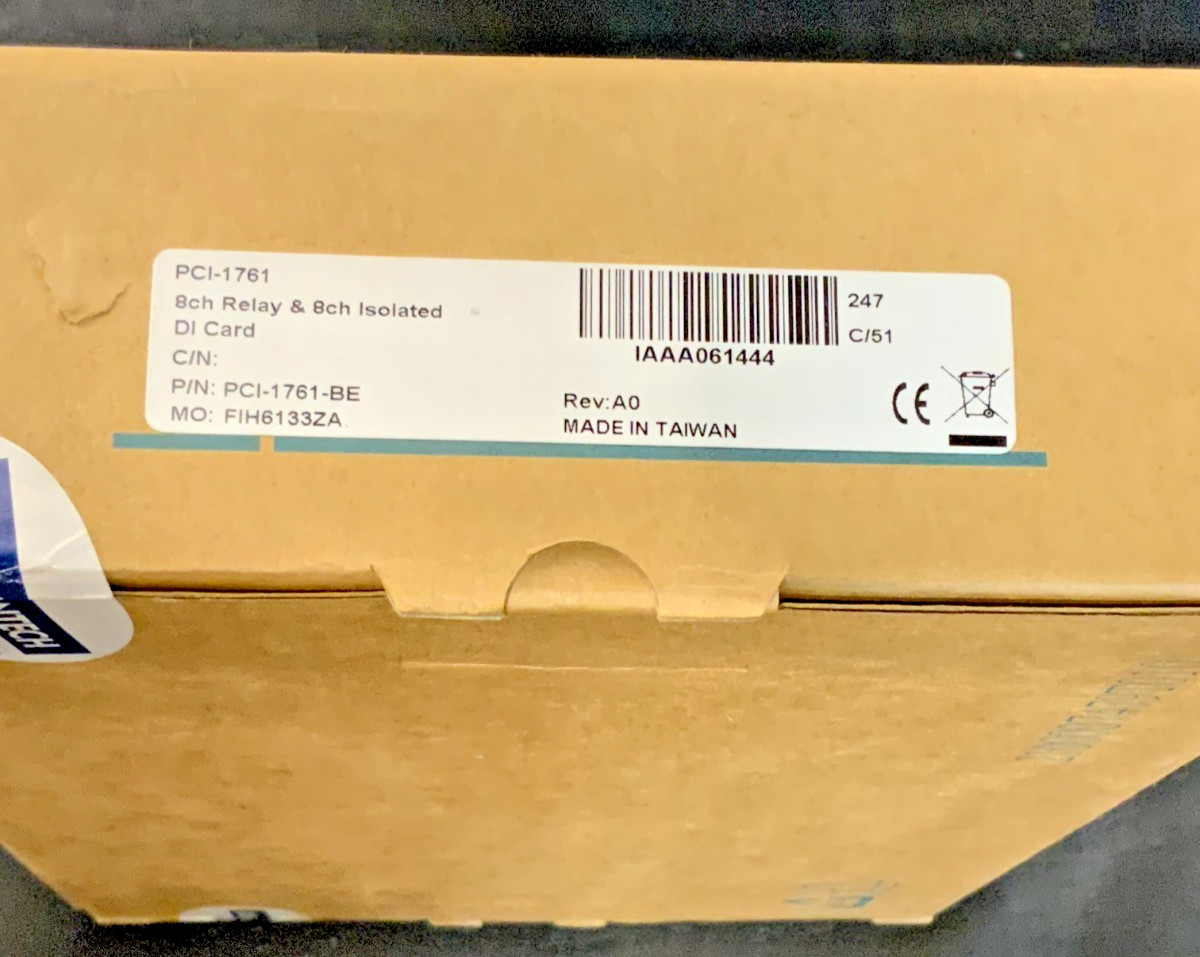 PCI-1761
8ch Relay & 8ch Isolated
DI Card
C/N:
P/N: PCI-1761-BE
MO: FIH6133ZA
IAAA061444
247
C/51
Rev:A0
MADE IN TAIWAN
CE
NTECH